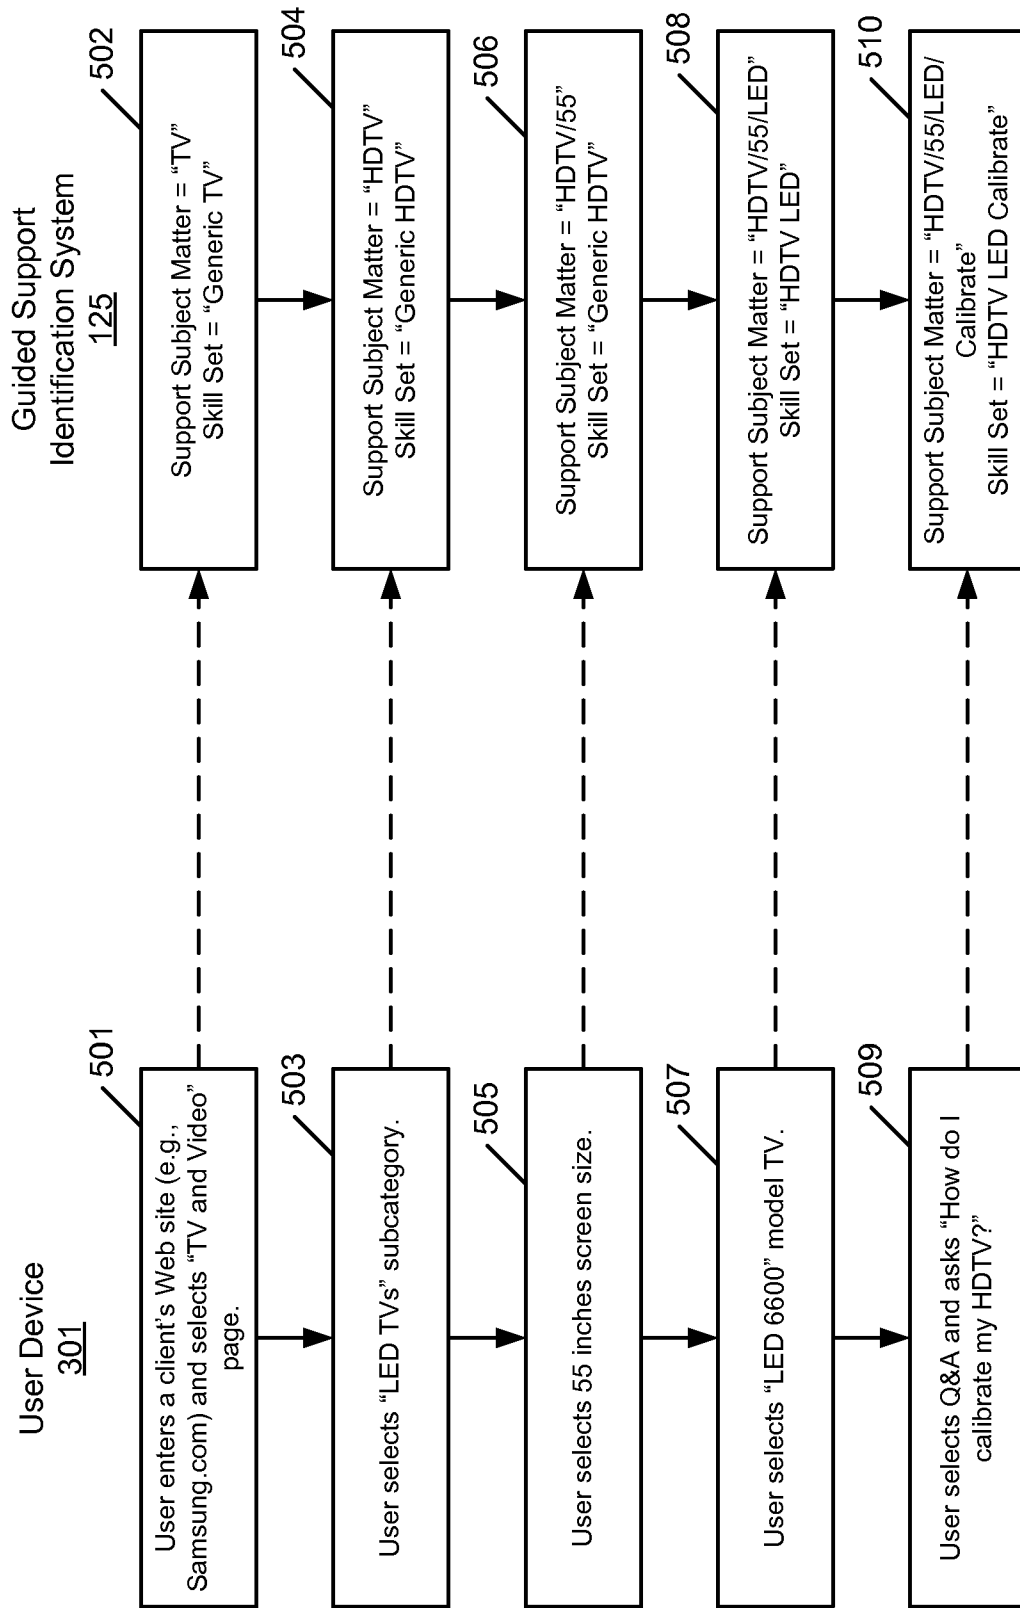 User Device
301
Guided Support
Identification System
125
501
User enters a client's Web site (e.g.,
Samsung.com) and selects “TV and Video”
page.
502
Support Subject Matter = “TV”
Skill Set = “Generic TV”
503
User selects “LED TVs” subcategory.
504
Support Subject Matter = “HDTV”
Skill Set = “Generic HDTV”
505
User selects 55 inches screen size.
506
Support Subject Matter = “HDTV/55”
Skill Set = “Generic HDTV”
507
User selects “LED 6600” model TV.
508
Support Subject Matter = “HDTV/55/LED”
Skill Set = “HDTV LED”
509
User selects Q&A and asks “How do I
calibrate my HDTV?”
510
Support Subject Matter = “HDTV/55/LED/
Calibrate”
Skill Set = “HDTV LED Calibrate”